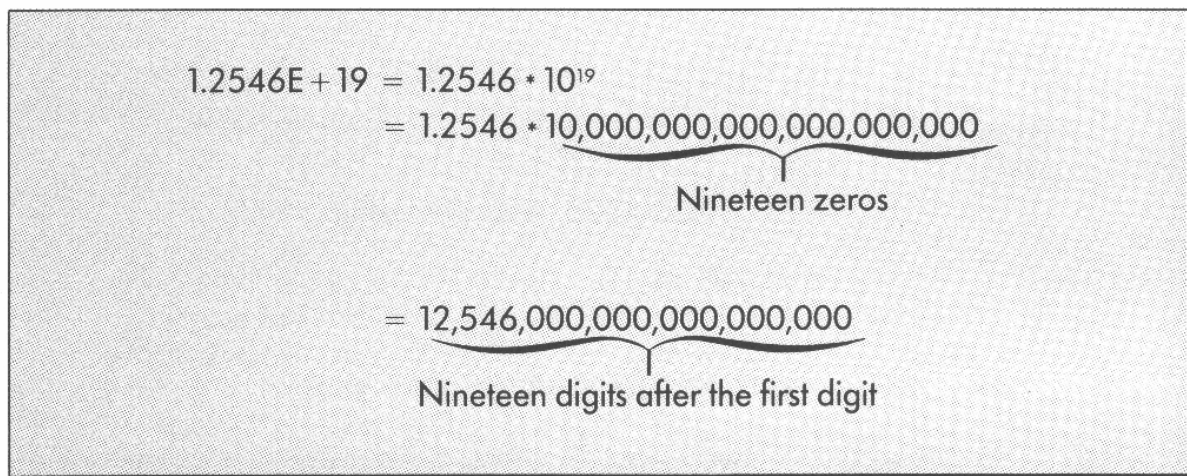 1.2546E + 19 = 1.2546 * 10¹⁹
= 1.2546 * 10,000,000,000,000,000,000
Nineteen zeros
= 12,546,000,000,000,000,000
Nineteen digits after the first digit